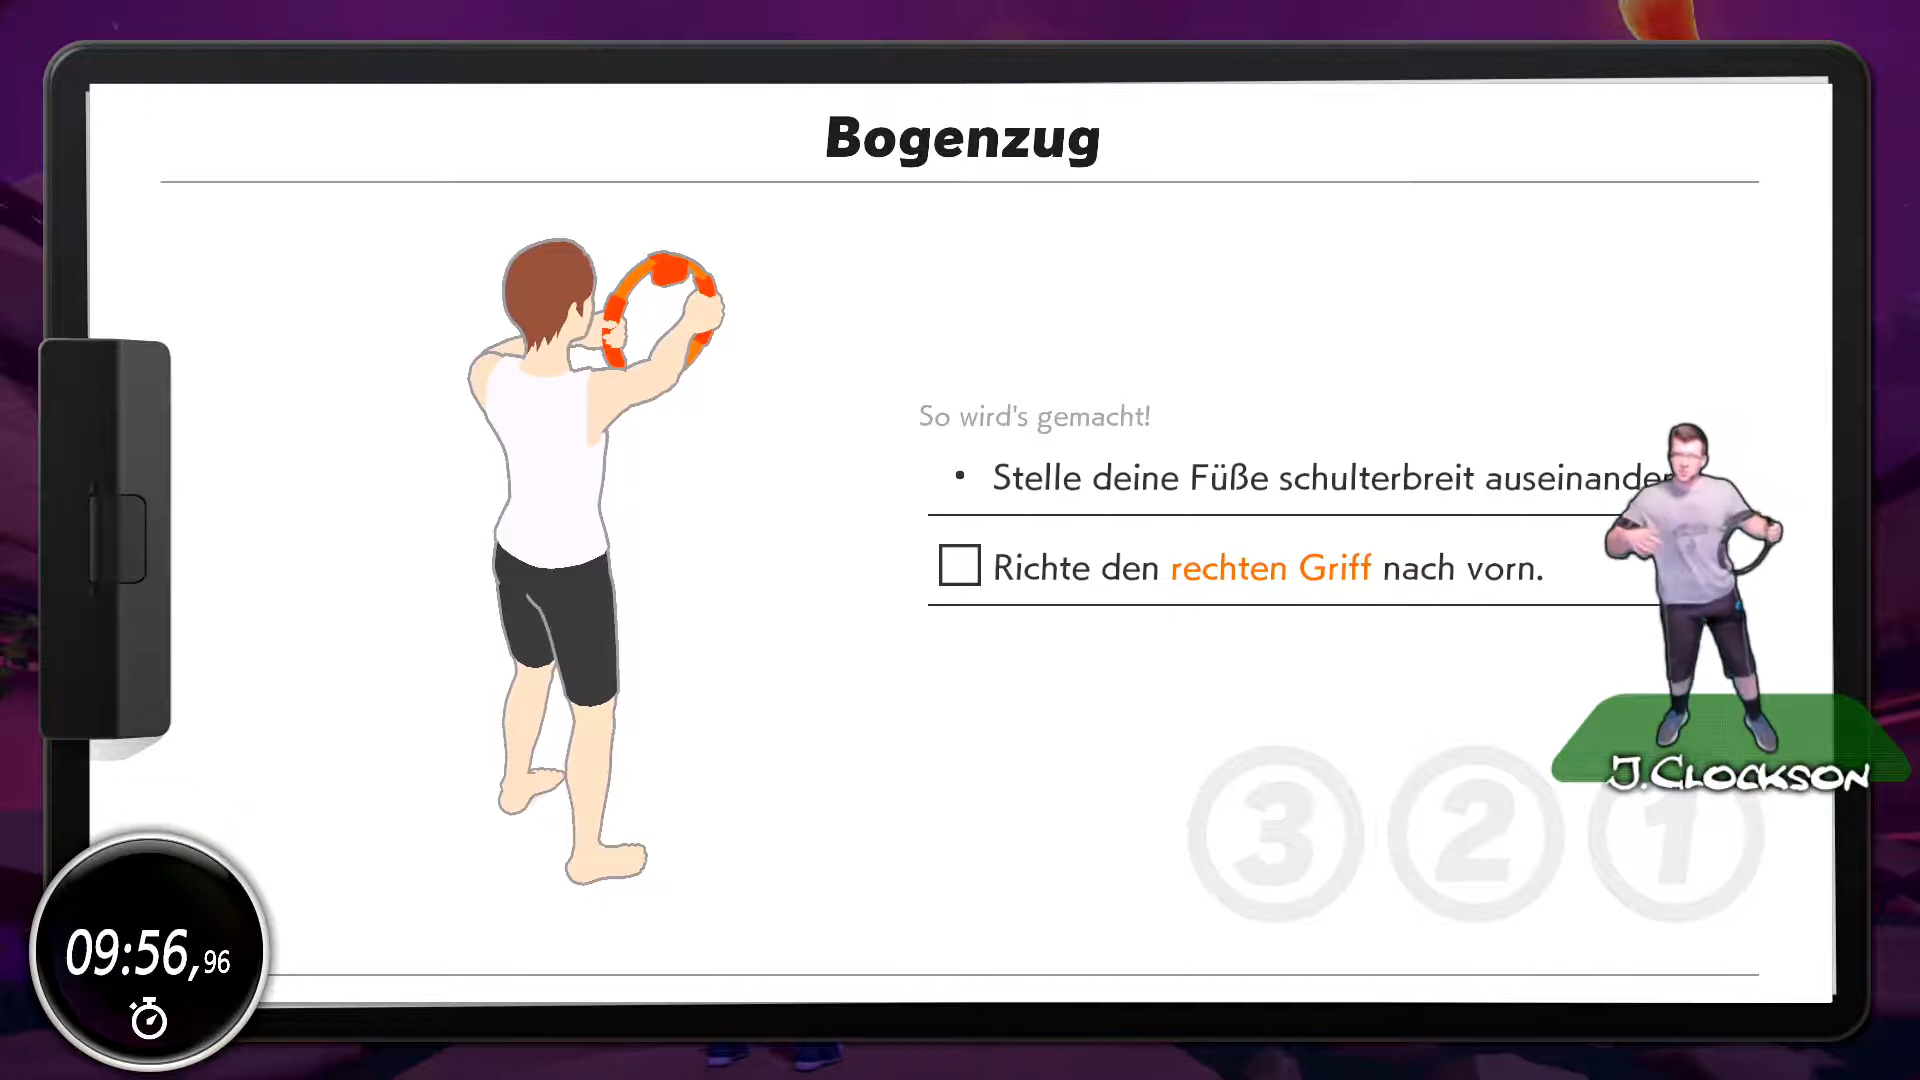 Bogenzug
So wird's gemacht!
• Stelle deine Füße schulterbreit auseinander
Richte den rechten Griff nach vorn.
J.CLOCKSON
3 2 1
09:56,96